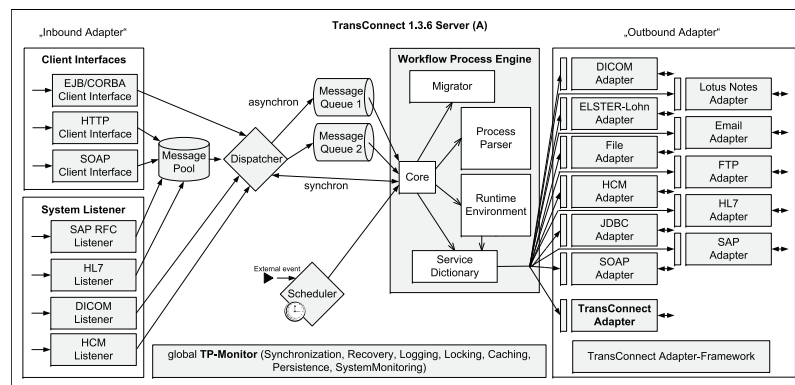 TransConnect 1.3.6 Server (A)
„Inbound Adapter“
„Outbound Adapter“
Client Interfaces
EJB/CORBA
Client Interface
HTTP
Client Interface
SOAP
Client Interface
System Listener
SAP RFC
Listener
HL7
Listener
DICOM
Listener
HCM
Listener
Message
Pool
Dispatcher
asynchron
synchron
Message
Queue 1
Message
Queue 2
External event
Scheduler
Workflow Process Engine
Migrator
Process
Parser
Core
Runtime
Environment
Service
Dictionary
DICOM
Adapter
ELSTER-Lohn
Adapter
File
Adapter
HCM
Adapter
JDBC
Adapter
SOAP
Adapter
TransConnect
Adapter
Lotus Notes
Adapter
Email
Adapter
FTP
Adapter
HL7
Adapter
SAP
Adapter
global TP-Monitor (Synchronization, Recovery, Logging, Locking, Caching,
Persistence, SystemMonitoring)
TransConnect Adapter-Framework